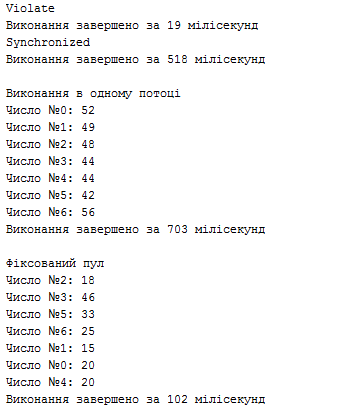 Violate
Виконання завершено за 19 мілісекунд
Synchronized
Виконання завершено за 518 мілісекунд
Виконання в одному потоці
Число №0: 52
Число №1: 49
Число №2: 48
Число №3: 44
Число №4: 44
Число №5: 42
Число №6: 56
Виконання завершено за 703 мілісекунд
Фіксований пул
Число №2: 18
Число №3: 46
Число №5: 33
Число №6: 25
Число №1: 15
Число №0: 20
Число №4: 20
Виконання завершено за 102 мілісекунд